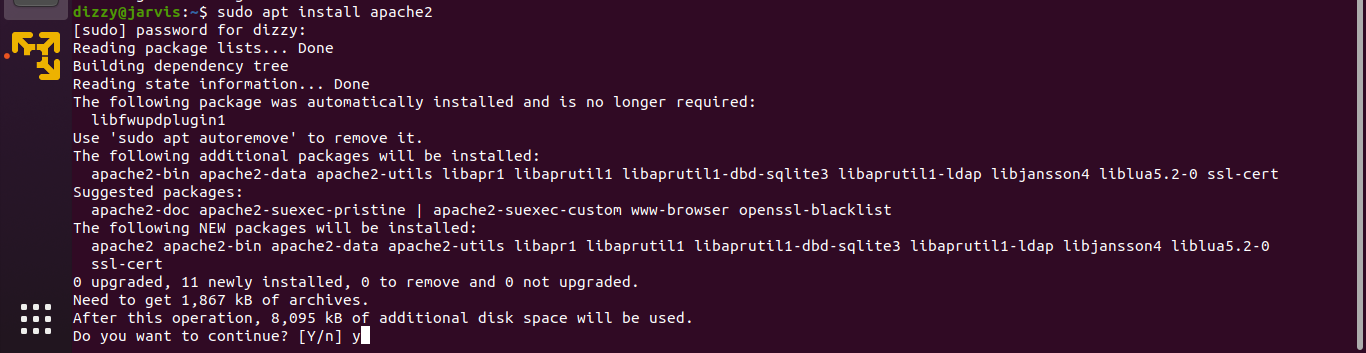 dizzy@jarvis:~$ sudo apt install apache2
[sudo] password for dizzy:
Reading package lists... Done
Building dependency tree
Reading state information... Done
The following package was automatically installed and is no longer required:
  libfwupdplugin1
Use 'sudo apt autoremove' to remove it.
The following additional packages will be installed:
  apache2-bin apache2-data apache2-utils libapr1 libaprutil1 libaprutil1-dbd-sqlite3 libaprutil1-ldap libjansson4 liblua5.2-0 ssl-cert
Suggested packages:
  apache2-doc apache2-suexec-pristine | apache2-suexec-custom www-browser openssl-blacklist
The following NEW packages will be installed:
  apache2 apache2-bin apache2-data apache2-utils libapr1 libaprutil1 libaprutil1-dbd-sqlite3 libaprutil1-ldap libjansson4 liblua5.2-0
  ssl-cert
0 upgraded, 11 newly installed, 0 to remove and 0 not upgraded.
Need to get 1,867 kB of archives.
After this operation, 8,095 kB of additional disk space will be used.
Do you want to continue? [Y/n] y